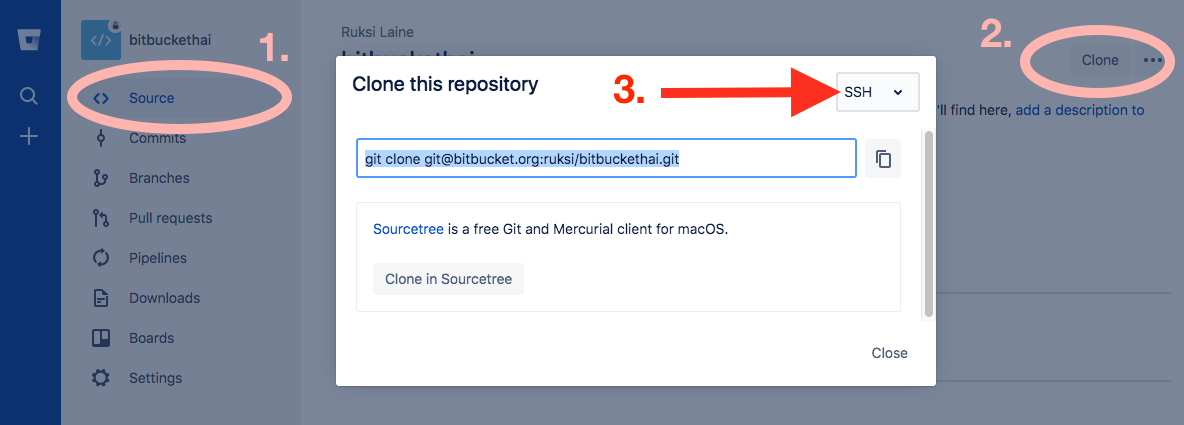 bitbuckethai
1.
Source
Commits
Branches
Pull requests
Pipelines
Downloads
Boards
Settings
Ruksi Laine
bitbuckethai
2.
Clone
'll find here, add a description to
Clone this repository
3.
SSH
git clone git@bitbucket.org:ruksi/bitbuckethai.git
Sourcetree is a free Git and Mercurial client for macOS.
Clone in Sourcetree
Close